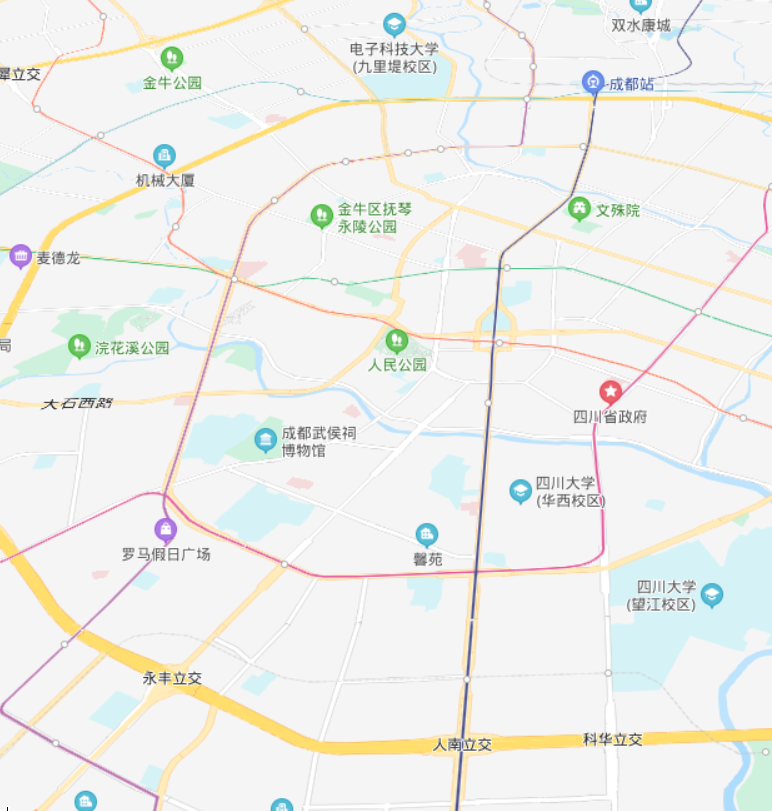 双水康城
电子科技大学
(九里堤校区)
犀立交
金牛公园
成都站
机械大厦
金牛区抚琴
永陵公园
文殊院
麦德龙
局
浣花溪公园
人民公园
大石西路
四川省政府
成都武侯祠
博物馆
四川大学
(华西校区)
罗马假日广场
馨苑
四川大学
(望江校区)
永丰立交
人南立交
科华立交